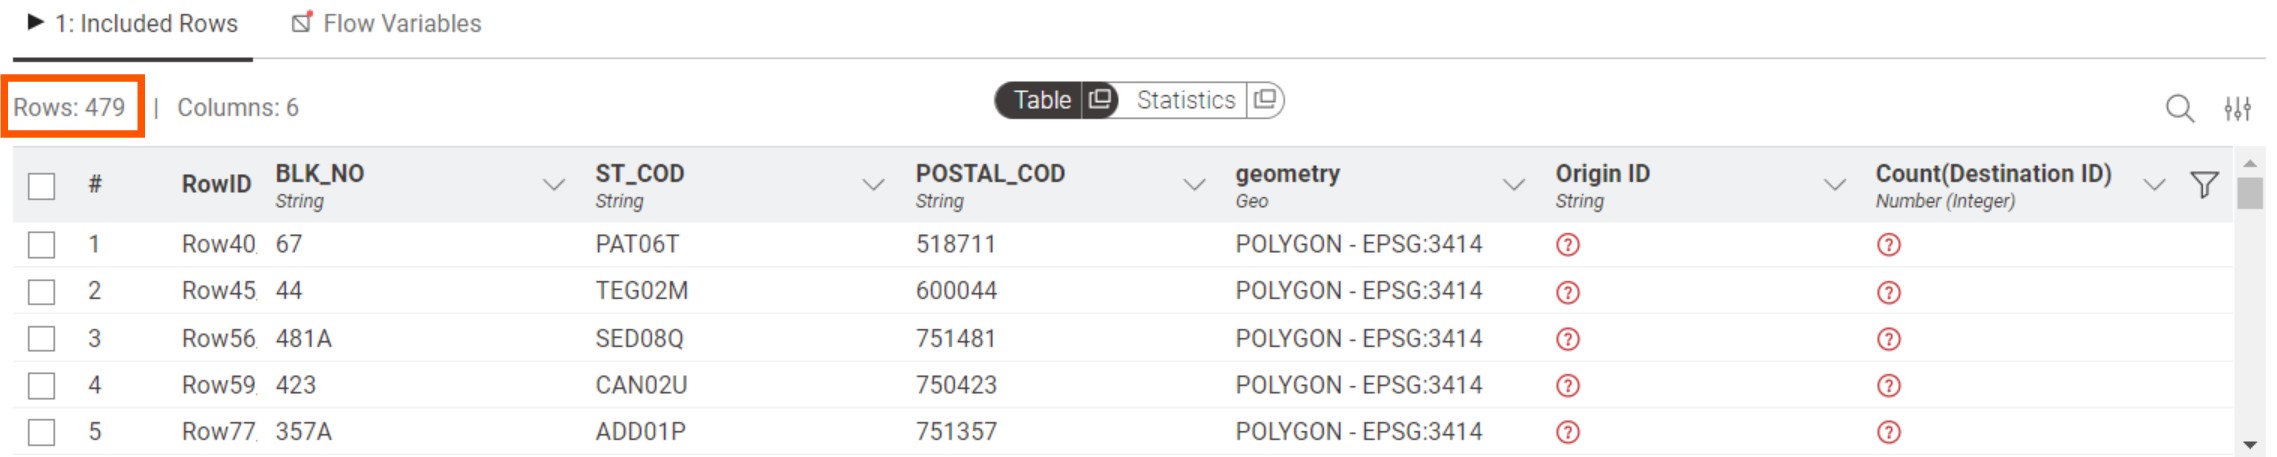 1: Included Rows Flow Variables
Rows: 479 | Columns: 6 Table Statistics
# RowID BLK_NO ST_COD POSTAL_COD geometry Origin ID Count(Destination ID)
String String String Geo String Number (Integer)
1 Row40 67 PAT06T 518711 POLYGON - EPSG:3414 ? ?
2 Row45 44 TEG02M 600044 POLYGON - EPSG:3414 ? ?
3 Row56 481A SED08Q 751481 POLYGON - EPSG:3414 ? ?
4 Row59 423 CAN02U 750423 POLYGON - EPSG:3414 ? ?
5 Row77 357A ADD01P 751357 POLYGON - EPSG:3414 ? ?